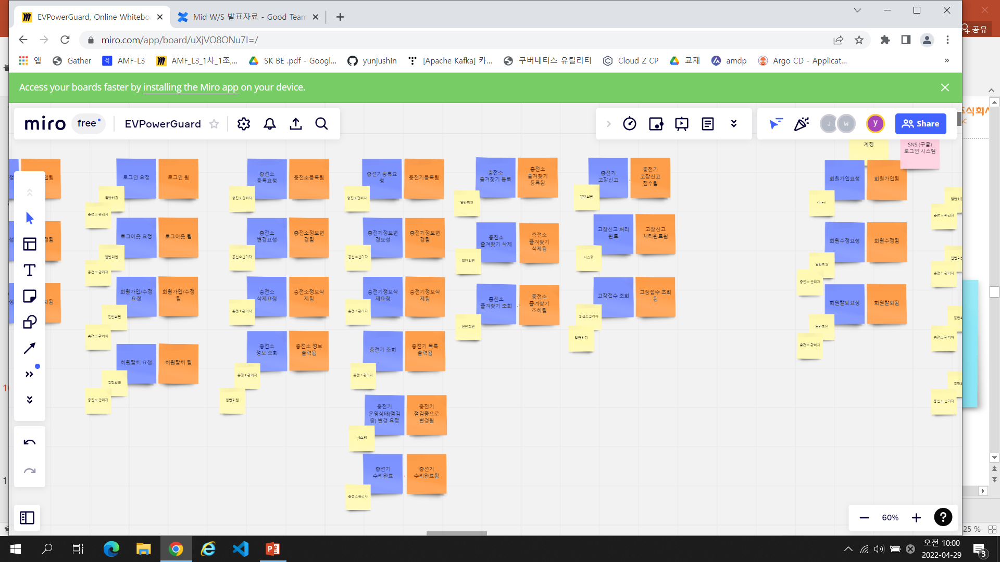 EVPowerGuard, Online Whitebo
Mid W/S 발표자료 - Good Team
공유
miro.com/app/board/uXjVO8ONu7I=/
앱
Gather
AMF-L3
AMF_L3_1차_1조,...
SK BE .pdf - Googl...
yunjushin
[Apache Kafka] 카...
쿠버네티스 유틸리티
Cloud Z CP
교재
amdp
Argo CD - Applicat...
»
Access your boards faster by installing the Miro app on your device.
miro
free
EVPowerGuard
J
W
y
Share
계정
SNS (구글)
로그인 시스템
로그인 요청
로그인 됨
일반회원
충전소 관리자
로그아웃 요청
로그아웃 됨
일반회원
충전소 관리자
회원가입/수정
요청
회원가입/수정
됨
일반회원
충전소 관리자
회원탈퇴 요청
회원탈퇴 됨
일반회원
충전소 관리자
충전소
등록요청
충전소등록됨
충전소관리자
충전소
변경요청
충전소정보변
경됨
충전소관리자
충전소
삭제요청
충전소정보삭
제됨
충전소관리자
충전소
정보 조회
충전소 정보
출력됨
충전소관리자
일반회원
충전기등록요
청
충전기등록됨
충전소관리자
충전기정보변
경요청
충전기정보변
경됨
충전소관리자
충전기정보삭
제요청
충전기정보삭
제됨
충전소관리자
충전기 조회
충전기 목록
출력됨
충전소관리자
충전기
운영상태(점검
중) 변경 요청
충전기
점검중으로
변경됨
시스템
충전기
수리완료
충전기
수리완료됨
충전소관리자
충전소
즐겨찾기 등록
충전소
즐겨찾기
등록됨
일반회원
충전소
즐겨찾기 삭제
충전소
즐겨찾기
삭제됨
일반회원
충전소
즐겨찾기 조회
충전소
즐겨찾기
조회됨
일반회원
충전기
고장신고
충전기
고장신고
접수됨
일반회원
고장신고 처리
완료
고장신고
처리완료됨
시스템
고장접수 조회
고장접수 조회
됨
충전소관리자
일반회원
회원가입요청
회원가입됨
Guest
회원수정요청
회원수정됨
일반회원
충전소 관리자
회원탈퇴요청
회원탈퇴됨
일반회원
충전소 관리자
충전소 관리자
충전소 관리자
충전소 관리자
충전소 관리자
60%
25 %
오전 10:00
2022-04-29
3